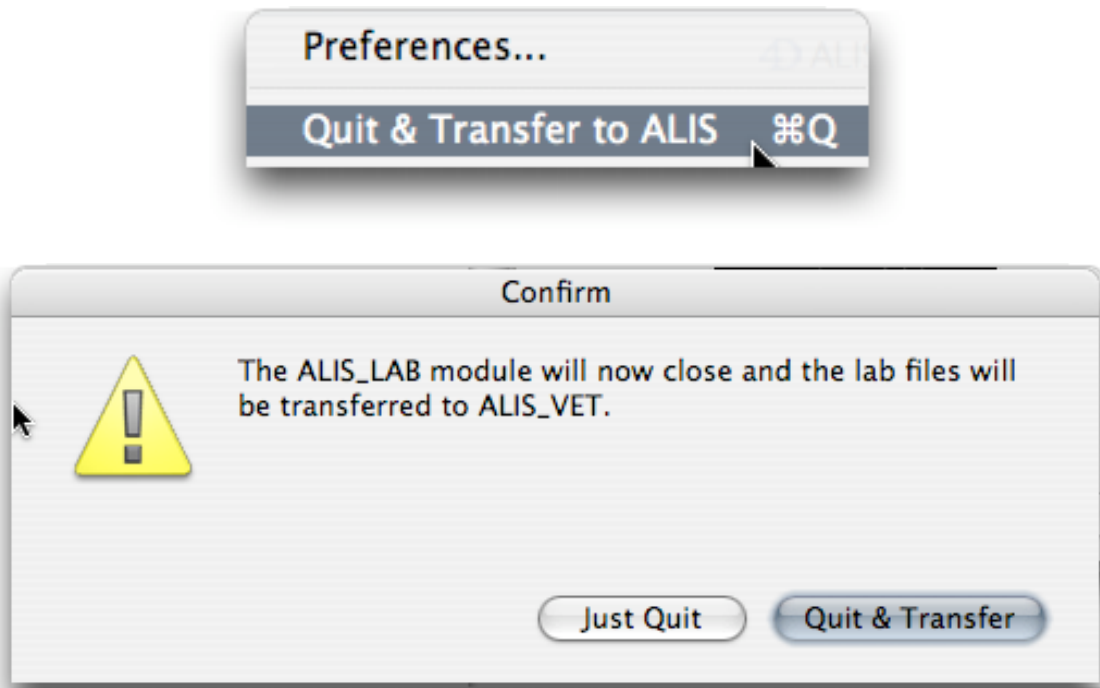 Preferences...
Quit & Transfer to ALIS ⌘Q
Confirm
The ALIS_LAB module will now close and the lab files will
be transferred to ALIS_VET.
Just Quit
Quit & Transfer